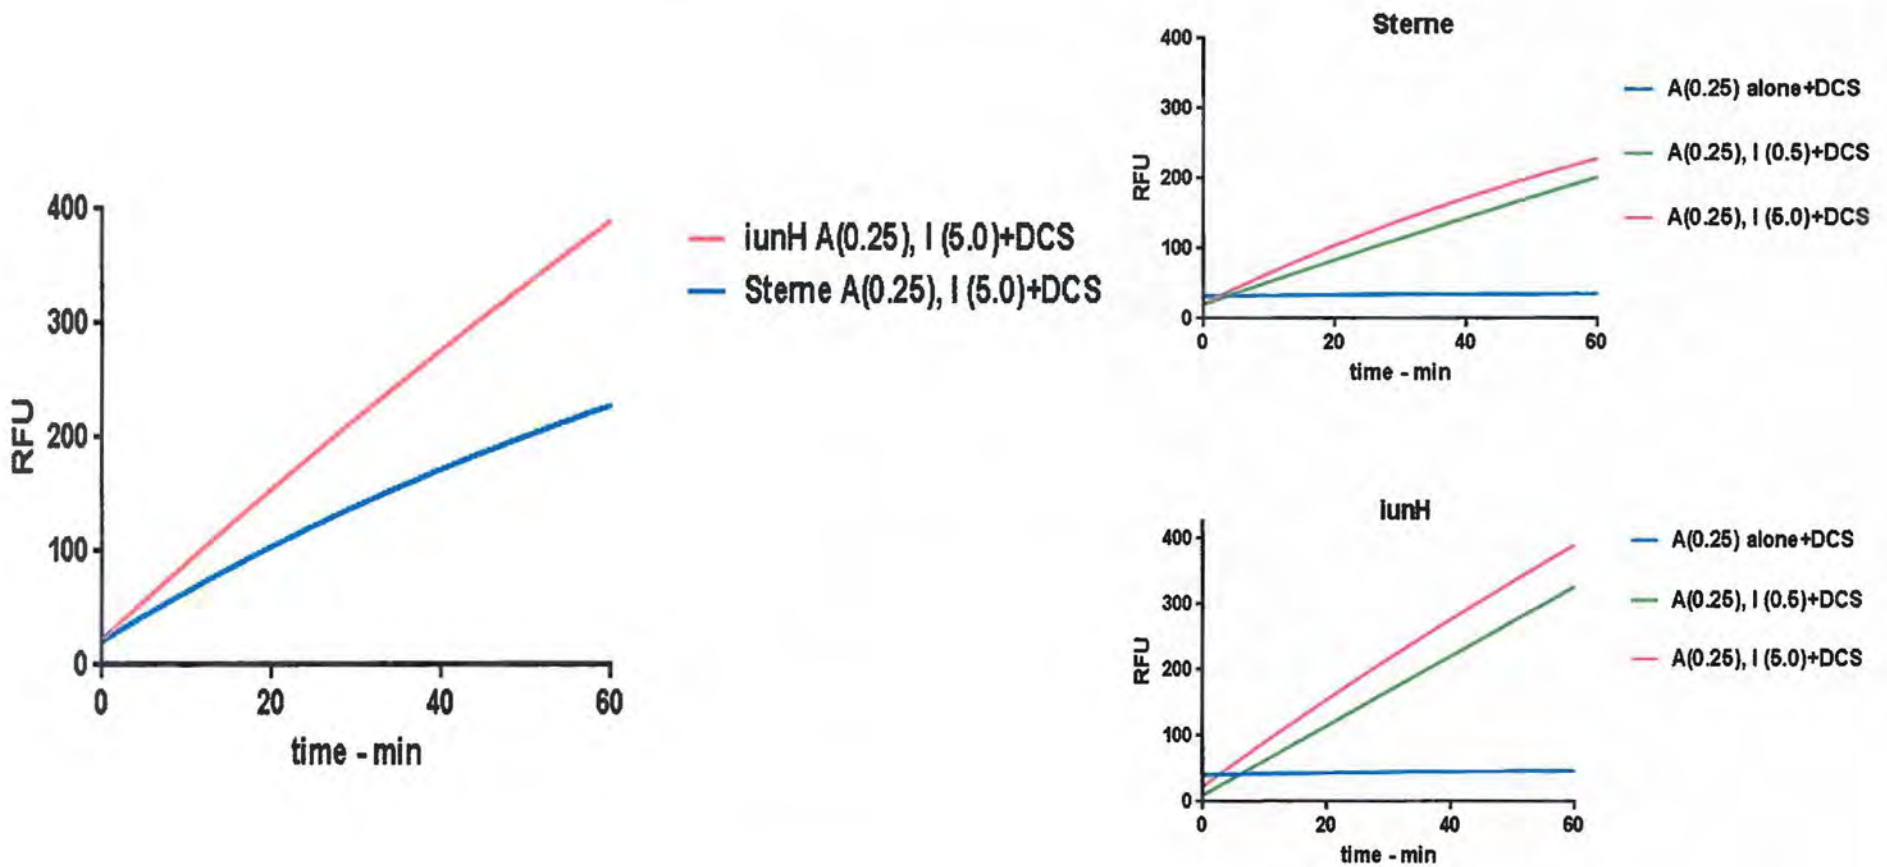 400
300
200
100
0
RFU
0 20 40 60
time - min
iunH A(0.25), I (5.0)+DCS
Sterne A(0.25), I (5.0)+DCS
Sterne
400
300
200
100
0
RFU
0 20 40 60
time - min
A(0.25) alone+DCS
A(0.25), I (0.5)+DCS
A(0.25), I (5.0)+DCS
iunH
400
300
200
100
0
RFU
0 20 40 60
time - min
A(0.25) alone+DCS
A(0.25), I (0.5)+DCS
A(0.25), I (5.0)+DCS